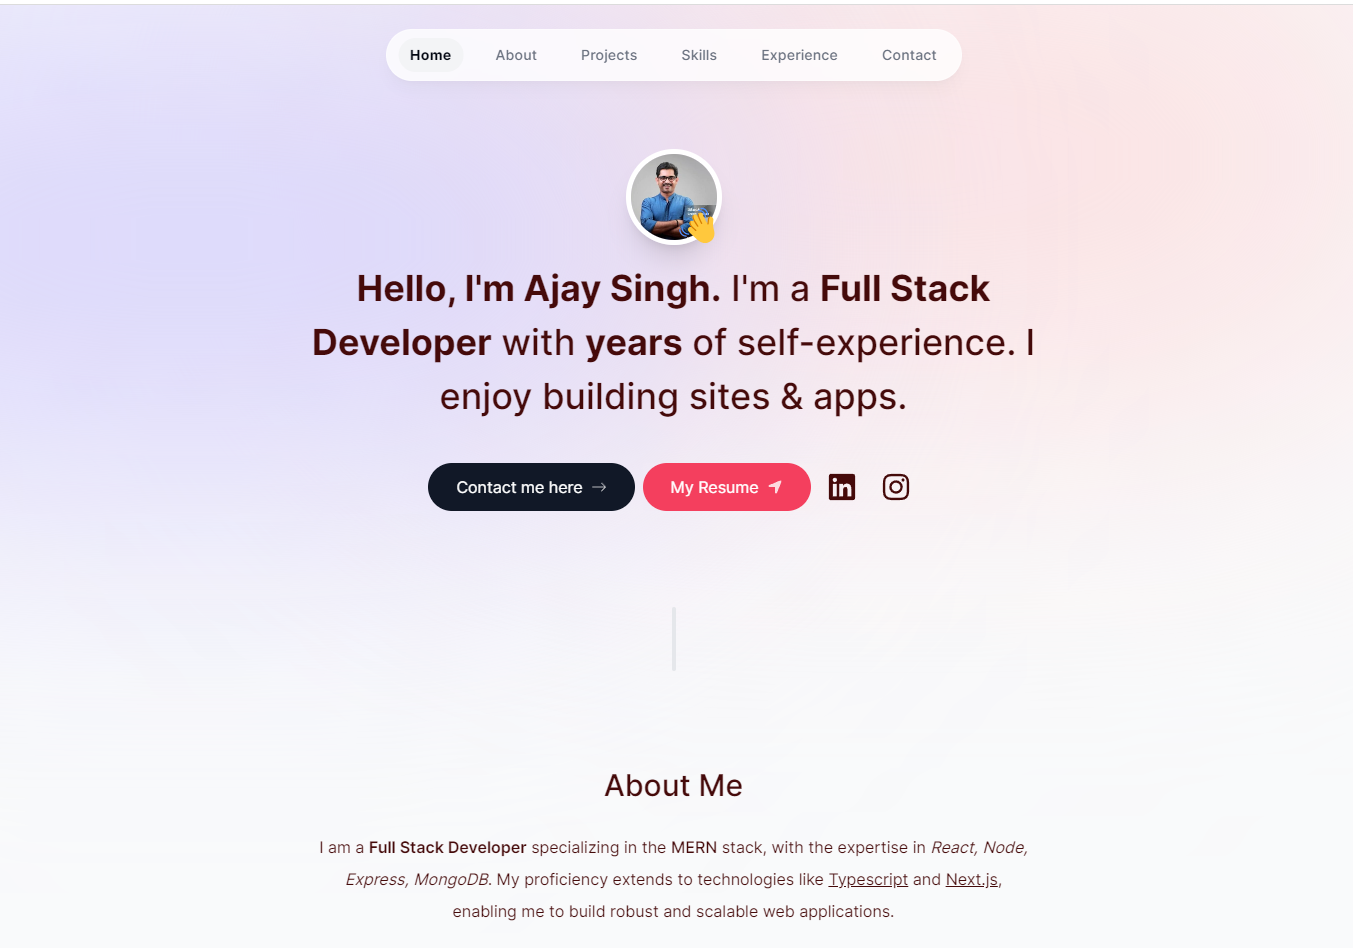 Home About Projects Skills Experience Contact
Hello, I'm Ajay Singh. I'm a Full Stack
Developer with years of self-experience. I
enjoy building sites & apps.
Contact me here My Resume in
About Me
I am a Full Stack Developer specializing in the MERN stack, with the expertise in React, Node,
Express, MongoDB. My proficiency extends to technologies like Typescript and Next.js,
enabling me to build robust and scalable web applications.